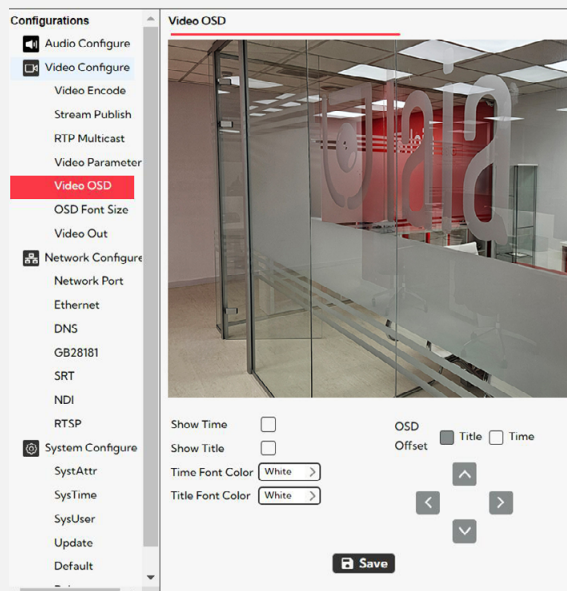 Configurations
Audio Configure
Video Configure
Video Encode
Stream Publish
RTP Multicast
Video Parameter
Video OSD
OSD Font Size
Video Out
Network Configure
Network Port
Ethernet
DNS
GB28181
SRT
NDI
RTSP
System Configure
SystAttr
SysTime
SysUser
Update
Default
Video OSD
Show Time
Show Title
Time Font Color White
Title Font Color White
OSD
Offset
Title
Time
Save